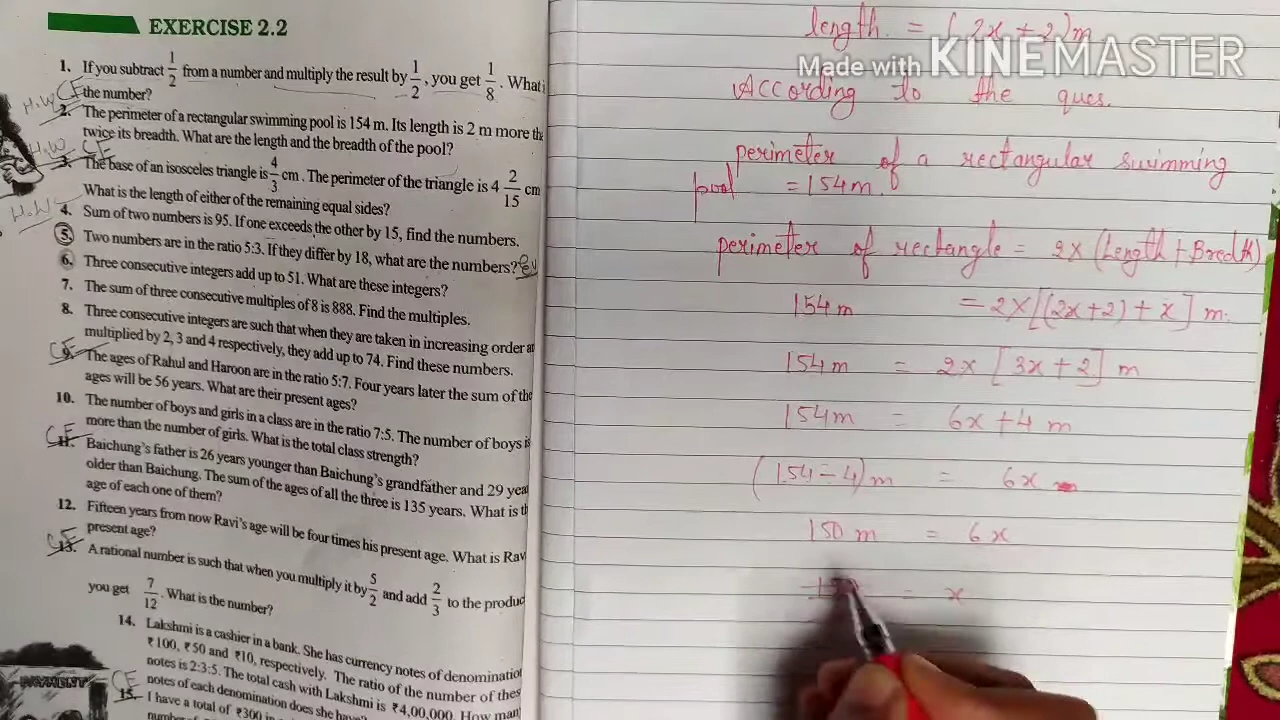 EXERCISE 2.2
1. If you subtract 1/2 from a number and multiply the result by 1/2, you get 1/8. What i
the number?
H.W CF
2. The perimeter of a rectangular swimming pool is 154 m. Its length is 2 m more tha
twice its breadth. What are the length and the breadth of the pool?
H.W CF
3. The base of an isosceles triangle is 4/3 cm. The perimeter of the triangle is 4 2/15 cm
What is the length of either of the remaining equal sides?
H.W
4. Sum of two numbers is 95. If one exceeds the other by 15, find the numbers.
5. Two numbers are in the ratio 5:3. If they differ by 18, what are the numbers?
6. Three consecutive integers add up to 51. What are these integers?
7. The sum of three consecutive multiples of 8 is 888. Find the multiples.
8. Three consecutive integers are such that when they are taken in increasing order an
multiplied by 2, 3 and 4 respectively, they add up to 74. Find these numbers.
CF
9. The ages of Rahul and Haroon are in the ratio 5:7. Four years later the sum of the
ages will be 56 years. What are their present ages?
10. The number of boys and girls in a class are in the ratio 7:5. The number of boys is
more than the number of girls. What is the total class strength?
CF
11. Baichung's father is 26 years younger than Baichung's grandfather and 29 yea
older than Baichung. The sum of the ages of all the three is 135 years. What is th
age of each one of them?
12. Fifteen years from now Ravi's age will be four times his present age. What is Rav
present age?
CF
13. A rational number is such that when you multiply it by 5/2 and add 2/3 to the produc
you get 7/12. What is the number?
14. Lakshmi is a cashier in a bank. She has currency notes of denominatio
₹100, ₹50 and ₹10, respectively. The ratio of the number of thes
notes is 2:3:5. The total cash with Lakshmi is ₹4,00,000. How man
notes of each denomination does she have?
CF
15. I have a total of ₹300 in
PAYMENT
length = (2x + 2) m
Made with KINEMASTER
According to the ques.
perimeter of a rectangular swimming
pool = 154 m.
perimeter of rectangle = 2 × (Length + Bredth)
154 m = 2 × [(2x+2) + x] m.
154 m = 2 × [3x + 2] m
154 m = 6x + 4 m
(154 - 4) m = 6x
150 m = 6x
= x